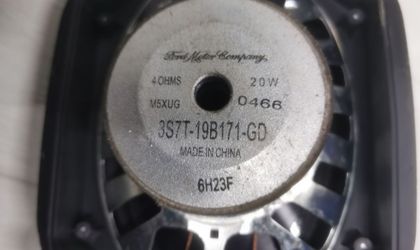 Ford Motor Company,
4 OHMS 20W
M5XUG 0466
3S7T-19B171-GD
MADE IN CHINA
6H23F